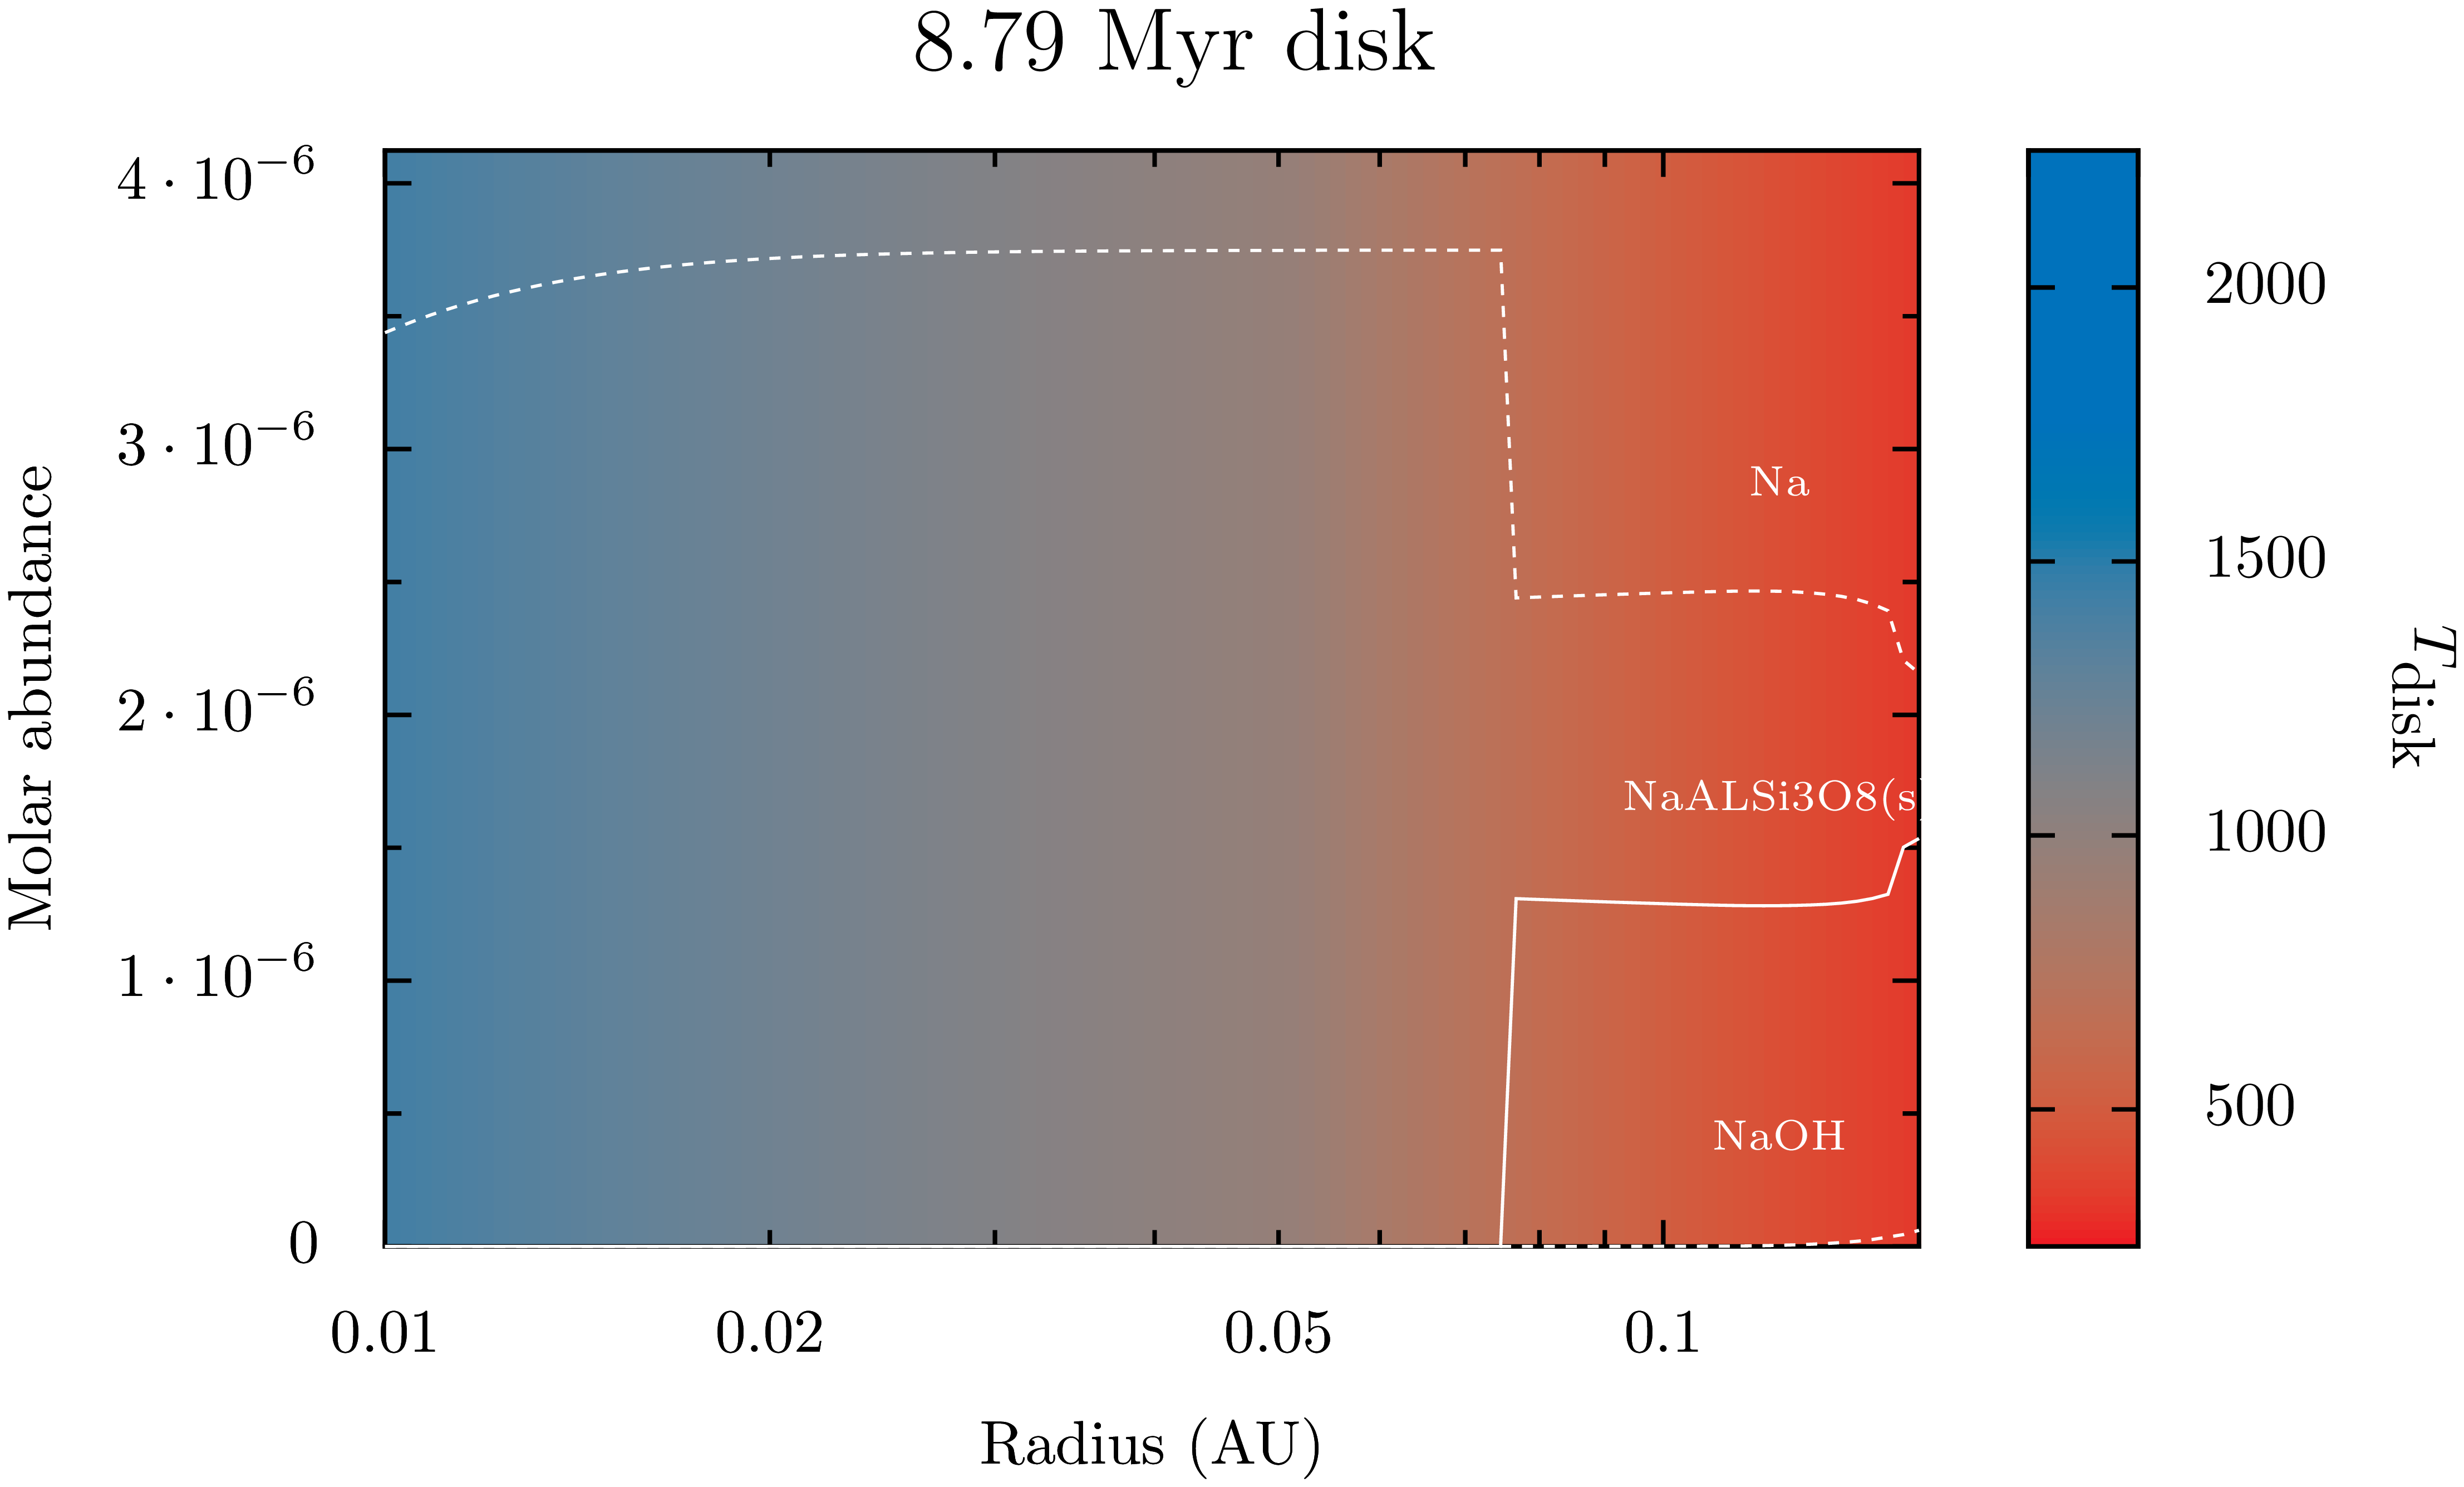 8.79 Myr disk
Molar abundance
4 · 10⁻⁶
3 · 10⁻⁶
2 · 10⁻⁶
1 · 10⁻⁶
0
Na
NaALSi3O8(s)
NaOH
0.01 0.02 0.05 0.1
Radius (AU)
2000
1500
1000
500
T_disk